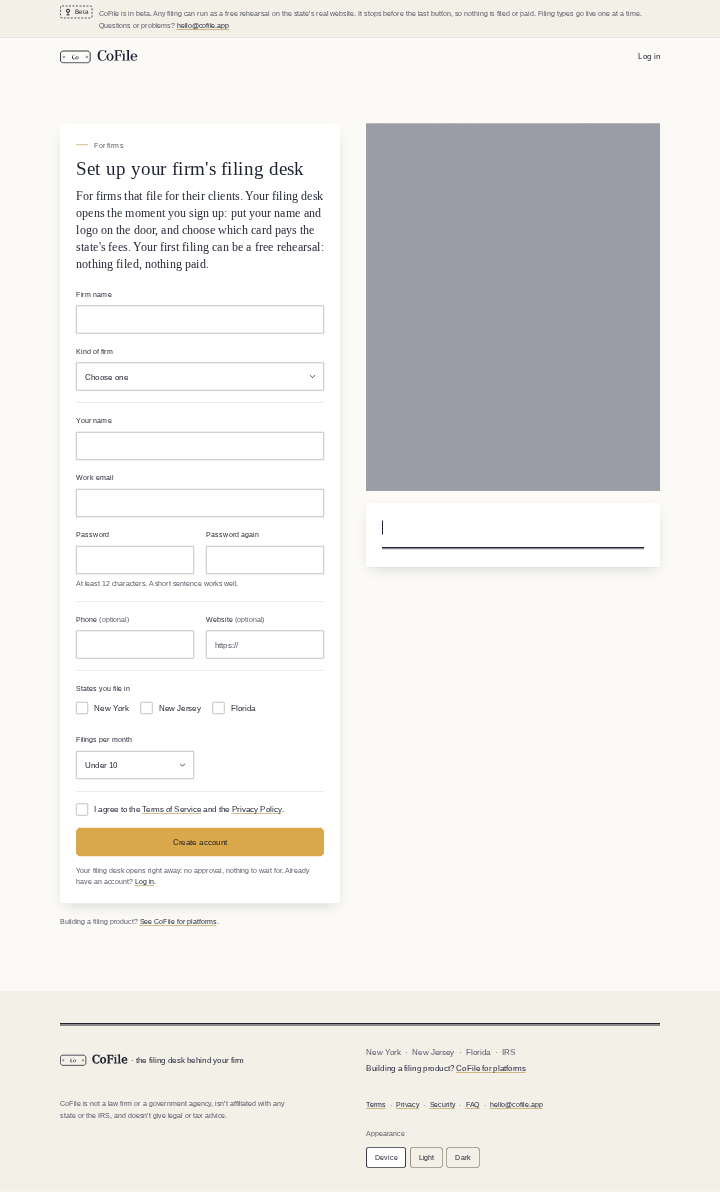 Beta
CoFile is in beta. Any filing can run as a free rehearsal on the state's real website. It stops before the last button, so nothing is filed or paid. Filing types go live one at a time.
Questions or problems? hello@cofile.app
Co CoFile
Log in
For firms
Set up your firm's filing desk
For firms that file for their clients. Your filing desk
opens the moment you sign up: put your name and
logo on the door, and choose which card pays the
state's fees. Your first filing can be a free rehearsal:
nothing filed, nothing paid.
Firm name
Kind of firm
Choose one
Your name
Work email
Password Password again
At least 12 characters. A short sentence works well.
Phone (optional) Website (optional)
https://
States you file in
New York New Jersey Florida
Filings per month
Under 10
I agree to the Terms of Service and the Privacy Policy.
Create account
Your filing desk opens right away: no approval, nothing to wait for. Already
have an account? Log in.
Building a filing product? See CoFile for platforms.
Co CoFile · the filing desk behind your firm
CoFile is not a law firm or a government agency, isn't affiliated with any
state or the IRS, and doesn't give legal or tax advice.
New York · New Jersey · Florida · IRS
Building a filing product? CoFile for platforms
Terms · Privacy · Security · FAQ · hello@cofile.app
Appearance
Device Light Dark